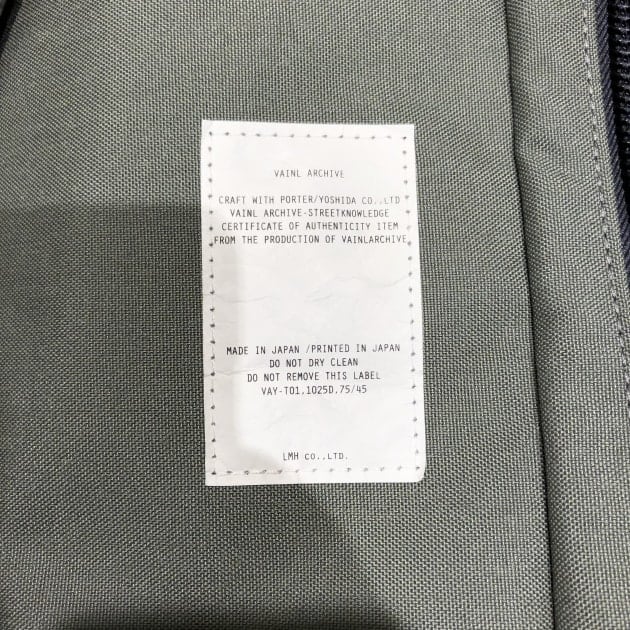 VAINL ARCHIVE
CRAFT WITH PORTER/YOSHIDA CO.,LTD
VAINL ARCHIVE-STREETKNOWLEDGE
CERTIFICATE OF AUTHENTICITY ITEM
FROM THE PRODUCTION OF VAINLARCHIVE
MADE IN JAPAN /PRINTED IN JAPAN
DO NOT DRY CLEAN
DO NOT REMOVE THIS LABEL
VAY-T01,1025D,75/45
LMH CO.,LTD.